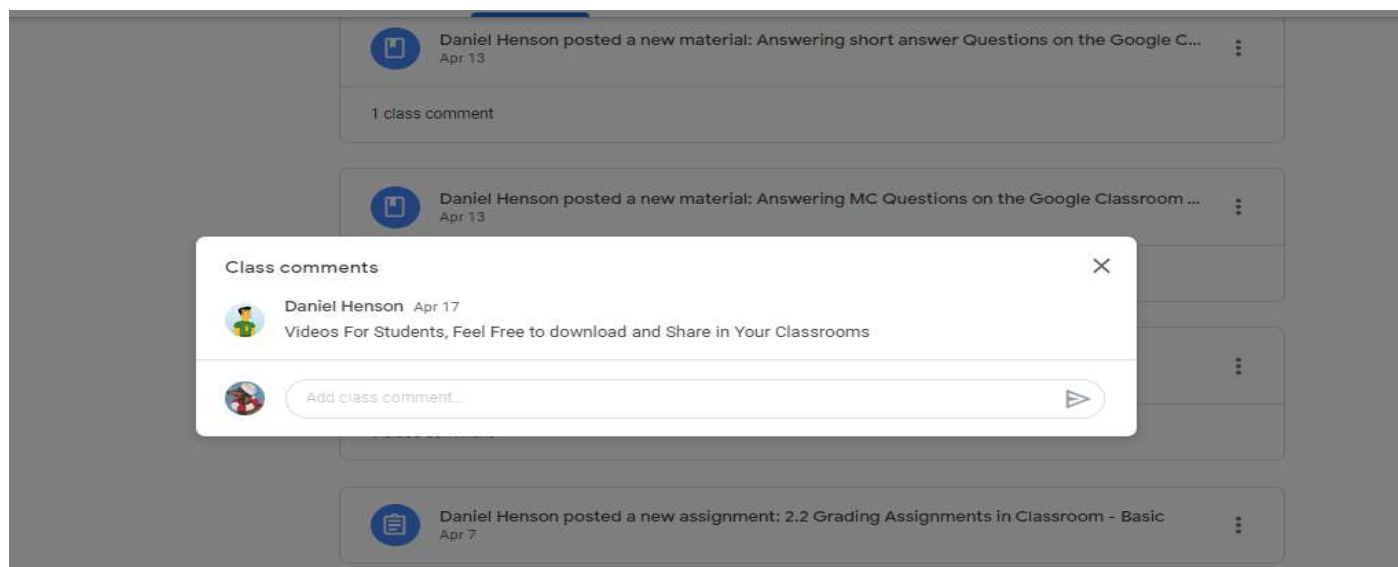 Daniel Henson posted a new material: Answering short answer Questions on the Google C...
Apr 13
1 class comment
Daniel Henson posted a new material: Answering MC Questions on the Google Classroom ...
Apr 13
Class comments
Daniel Henson Apr 17
Videos For Students, Feel Free to download and Share in Your Classrooms
Add class comment...
Daniel Henson posted a new assignment: 2.2 Grading Assignments in Classroom - Basic
Apr 7